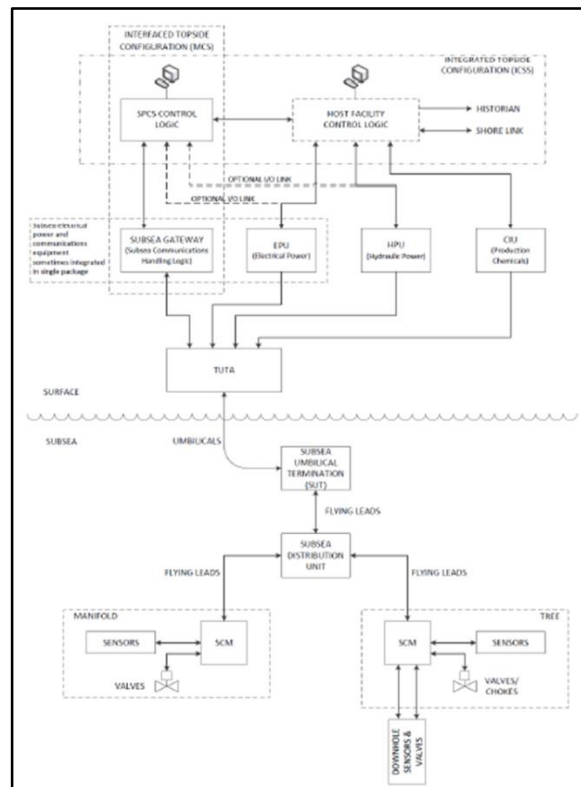 INTERFACED TOPSIDE
CONFIGURATION (MCS)
INTEGRATED TOPSIDE
CONFIGURATION (ICSS)
SPCS CONTROL
LOGIC
HOST FACILITY
CONTROL LOGIC
HISTORIAN
SHORE LINK
OPTIONAL I/O LINK
OPTIONAL I/O LINK
Subsea electrical
power and
communications
equipment
sometimes integrated
in single package
SUBSEA GATEWAY
(Subsea Communications
Handling Logic)
EPU
(Electrical Power)
HPU
(Hydraulic Power)
CIU
(Production
Chemicals)
TUTA
SURFACE
SUBSEA
UMBILICALS
SUBSEA
UMBILICAL
TERMINATION
(SUT)
FLYING LEADS
SUBSEA
DISTRIBUTION
UNIT
FLYING LEADS
FLYING LEADS
MANIFOLD
SENSORS
SCM
VALVES
TREE
SCM
SENSORS
VALVES/
CHOKES
DOWNHOLE
SENSORS &
VALVES